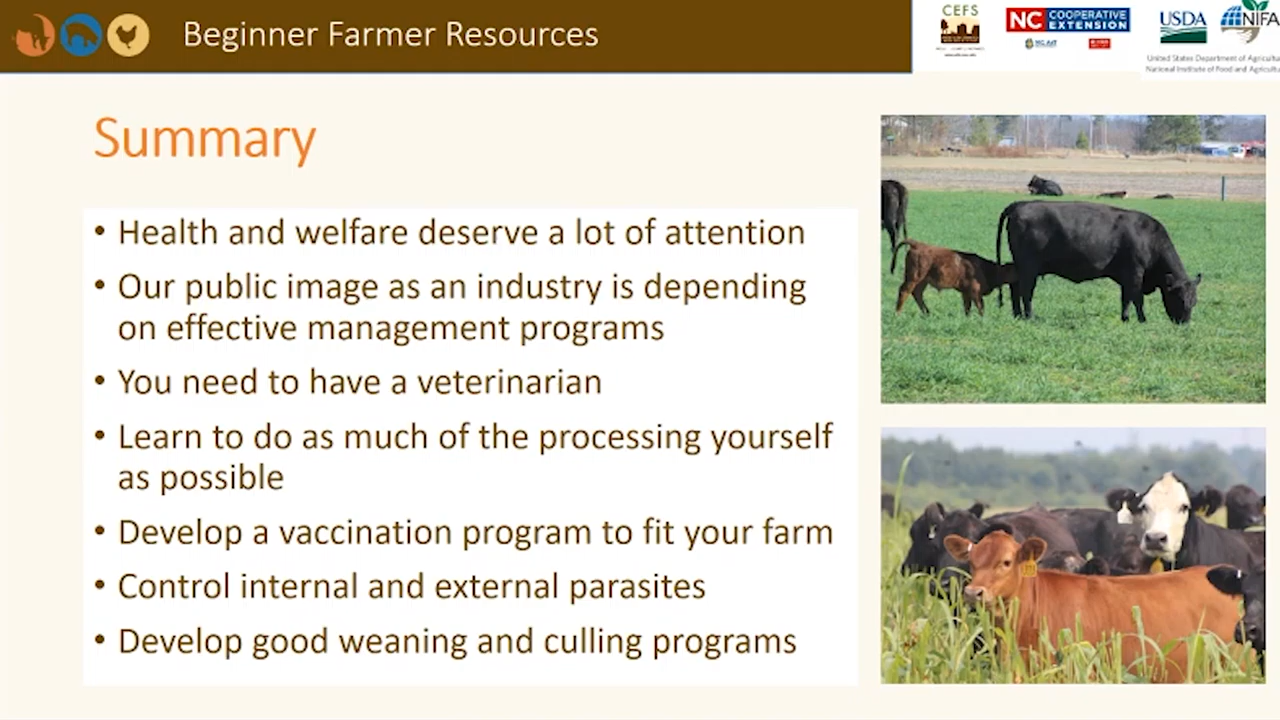 Beginner Farmer Resources
CEFS
NC COOPERATIVE
EXTENSION
USDA
NIFA
United States Department of Agricultu
National Institute of Food and Agricultu
Summary
• Health and welfare deserve a lot of attention
• Our public image as an industry is depending
on effective management programs
• You need to have a veterinarian
• Learn to do as much of the processing yourself
as possible
• Develop a vaccination program to fit your farm
• Control internal and external parasites
• Develop good weaning and culling programs